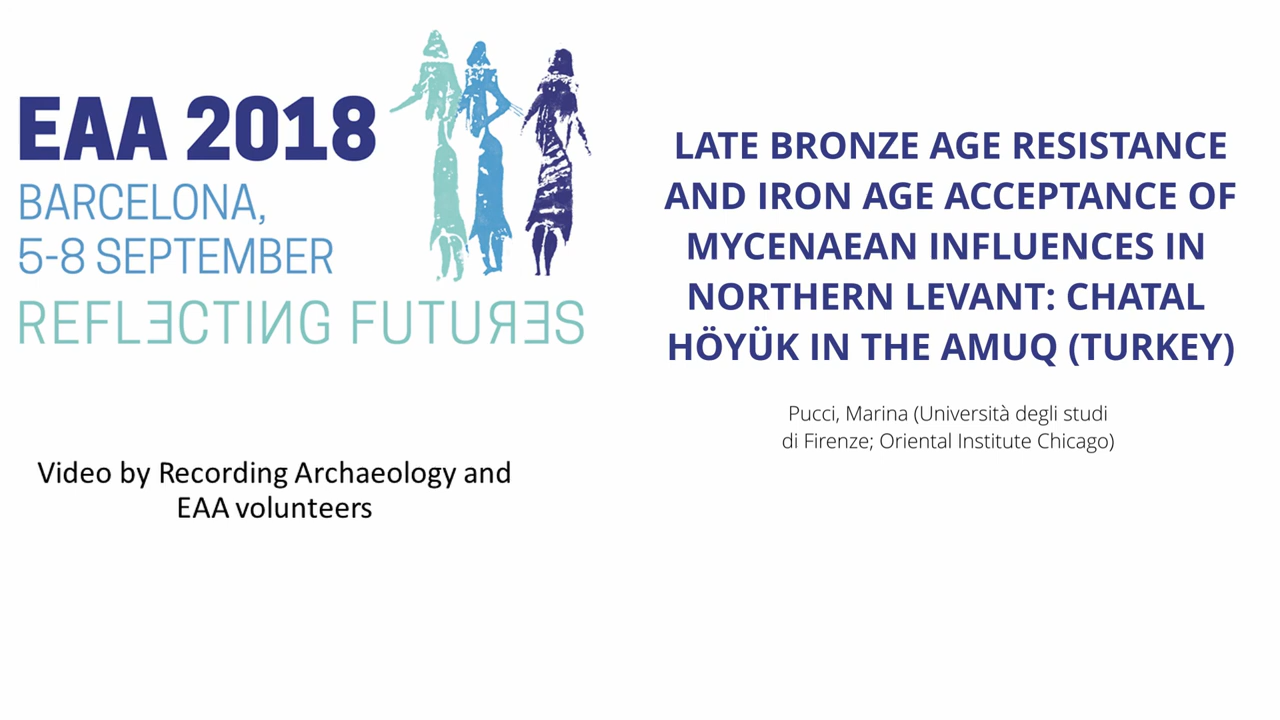 EAA 2018
BARCELONA,
5-8 SEPTEMBER
REFLƎCTIИG FUTUЯƎS
Video by Recording Archaeology and
EAA volunteers
LATE BRONZE AGE RESISTANCE
AND IRON AGE ACCEPTANCE OF
MYCENAEAN INFLUENCES IN
NORTHERN LEVANT: CHATAL
HÖYÜK IN THE AMUQ (TURKEY)
Pucci, Marina (Università degli studi
di Firenze; Oriental Institute Chicago)